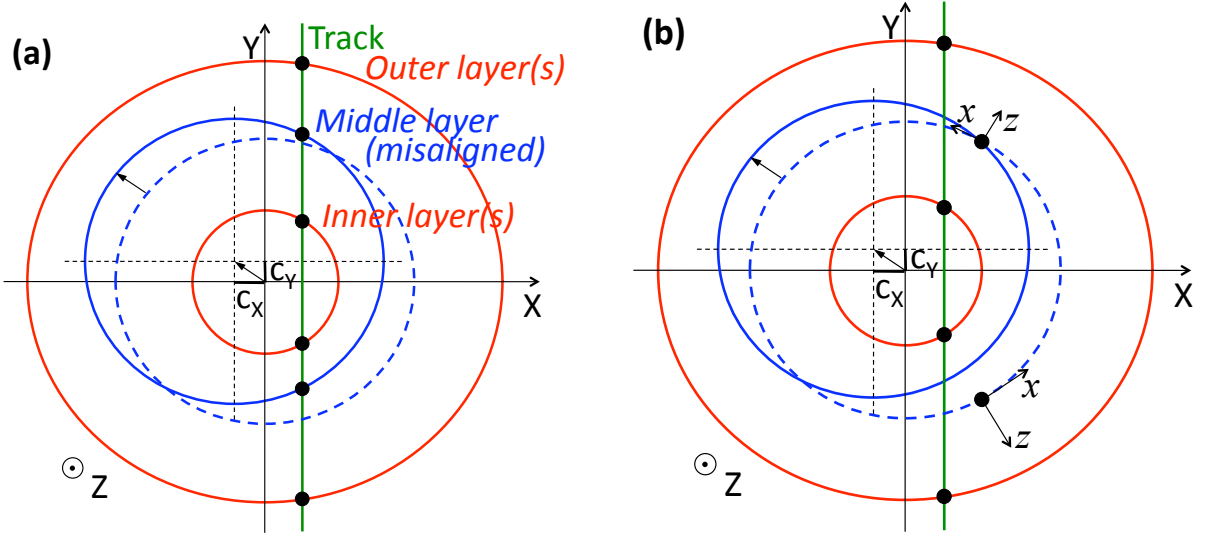 (a)
Y
Track
Outer layer(s)
Middle layer
(misaligned)
Inner layer(s)
c_Y
c_X
X
⊙ Z
(b)
Y
x
z
c_Y
c_X
X
x
z
⊙ Z